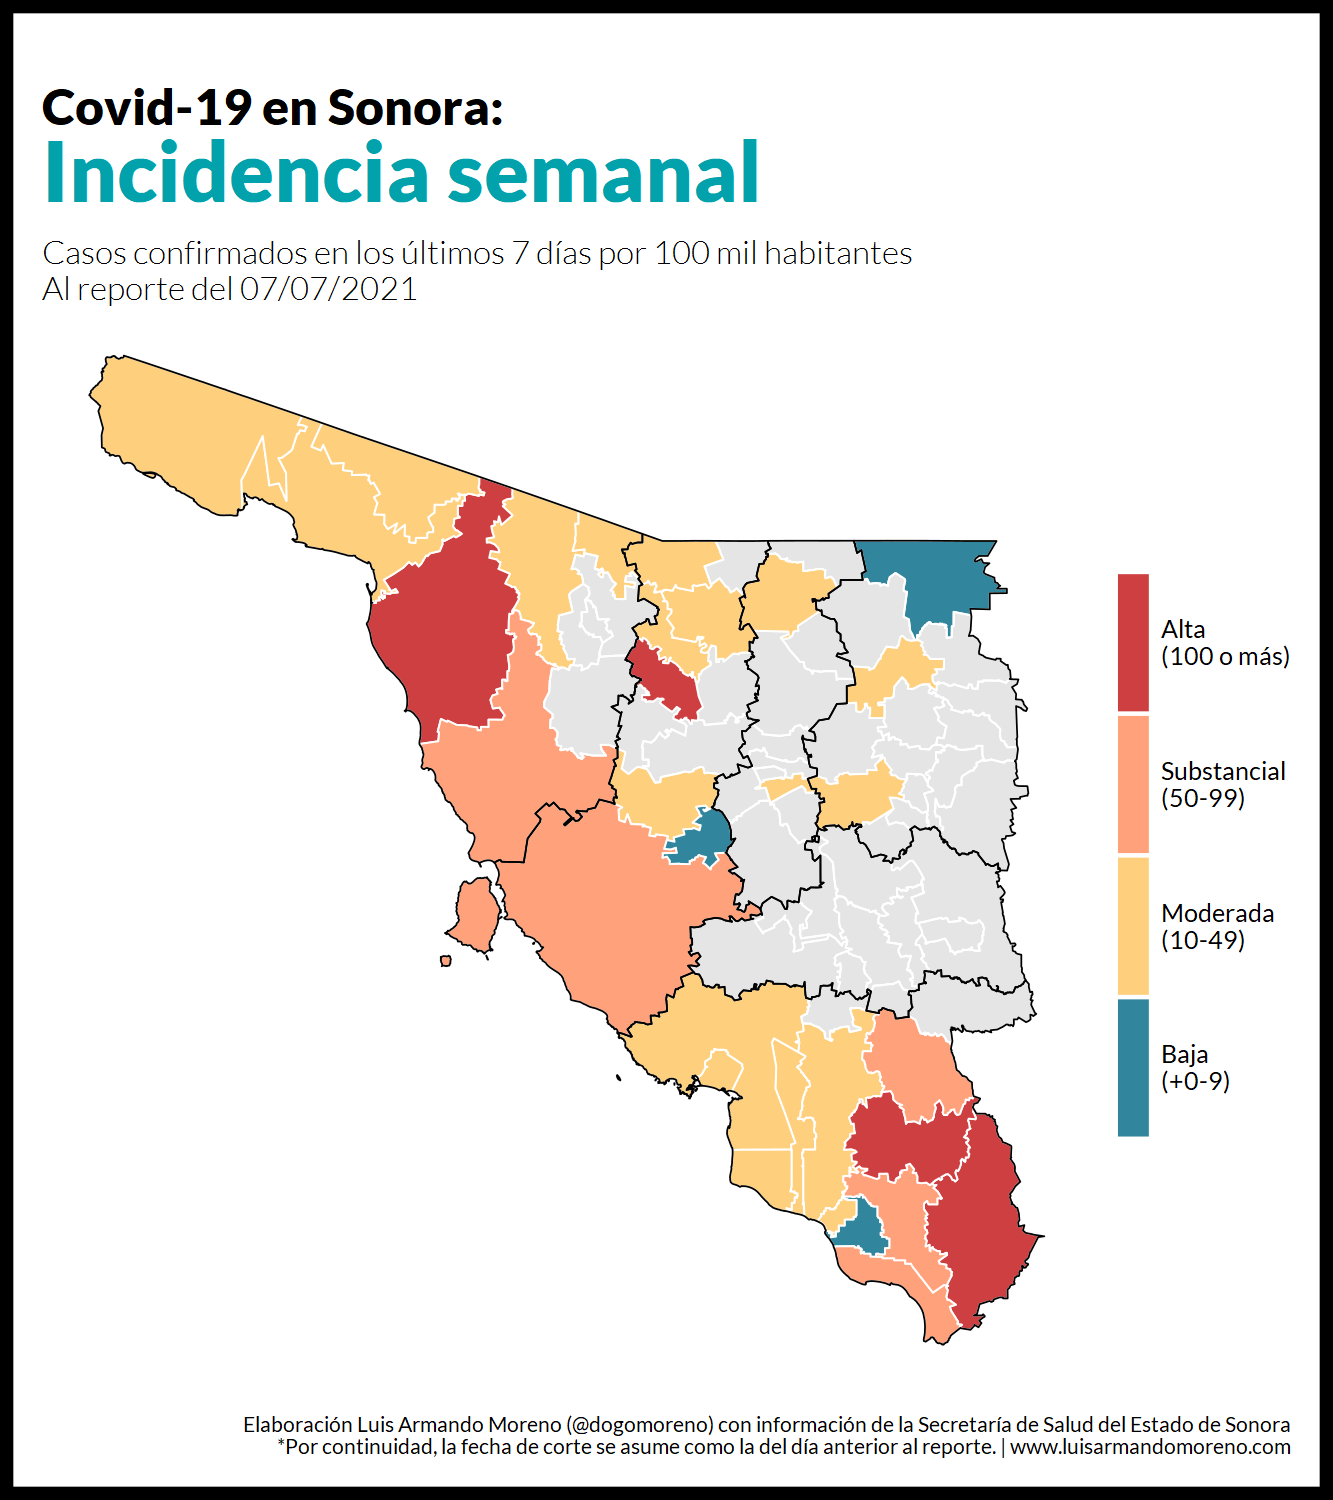 Covid-19 en Sonora:
Incidencia semanal
Casos confirmados en los últimos 7 días por 100 mil habitantes
Al reporte del 07/07/2021
Alta
(100 o más)
Substancial
(50-99)
Moderada
(10-49)
Baja
(+0-9)
Elaboración Luis Armando Moreno (@dogomoreno) con información de la Secretaría de Salud del Estado de Sonora
*Por continuidad, la fecha de corte se asume como la del día anterior al reporte. | www.luisarmandomoreno.com